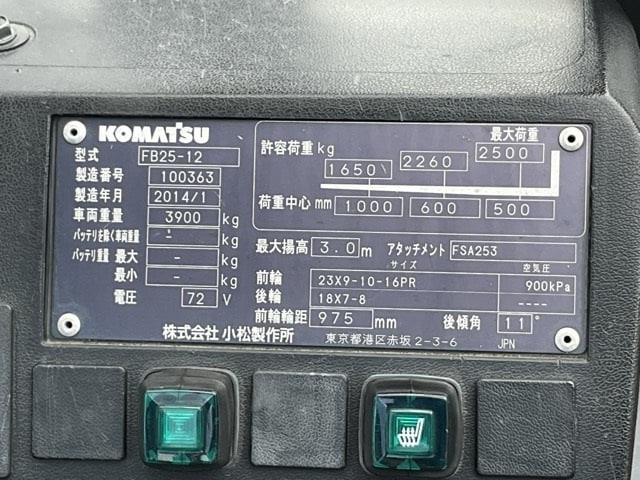 KOMATSU
型式 FB25-12
製造番号 100363
製造年月 2014/1
車両重量 3900 kg
バッテリを除く車両重量 - kg
バッテリ重量 最大 - kg
最小 - kg
電圧 72 V
許容荷重 kg 1650 2260 2500 最大荷重
荷重中心 mm 1000 600 500
最大揚高 3.0 m アタッチメント FSA253
サイズ 空気圧
前輪 23X9-10-16PR 900kPa
後輪 18X7-8 ----
前輪輪距 975 mm 後傾角 11°
株式会社 小松製作所 東京都港区赤坂 2-3-6 JPN